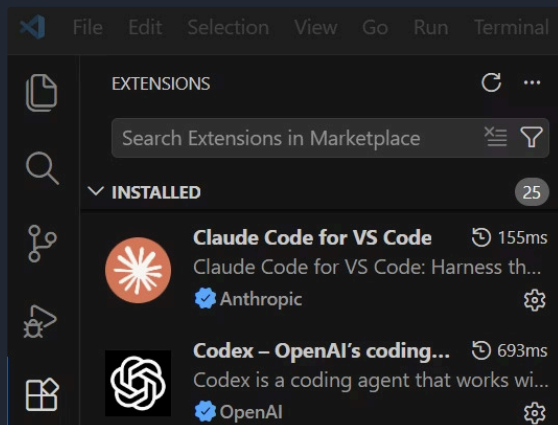 File Edit Selection View Go Run Terminal
EXTENSIONS
Search Extensions in Marketplace
INSTALLED 25
Claude Code for VS Code 155ms
Claude Code for VS Code: Harness th...
Anthropic
Codex – OpenAI's coding... 693ms
Codex is a coding agent that works wi...
OpenAI